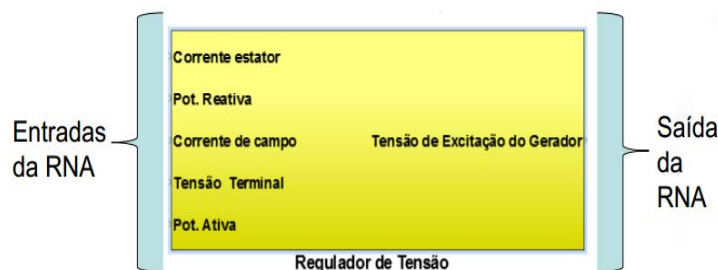 Entradas
da RNA
Corrente estator
Pot. Reativa
Corrente de campo
Tensão Terminal
Pot. Ativa
Tensão de Excitação do Gerador
Saída
da
RNA
Regulador de Tensão